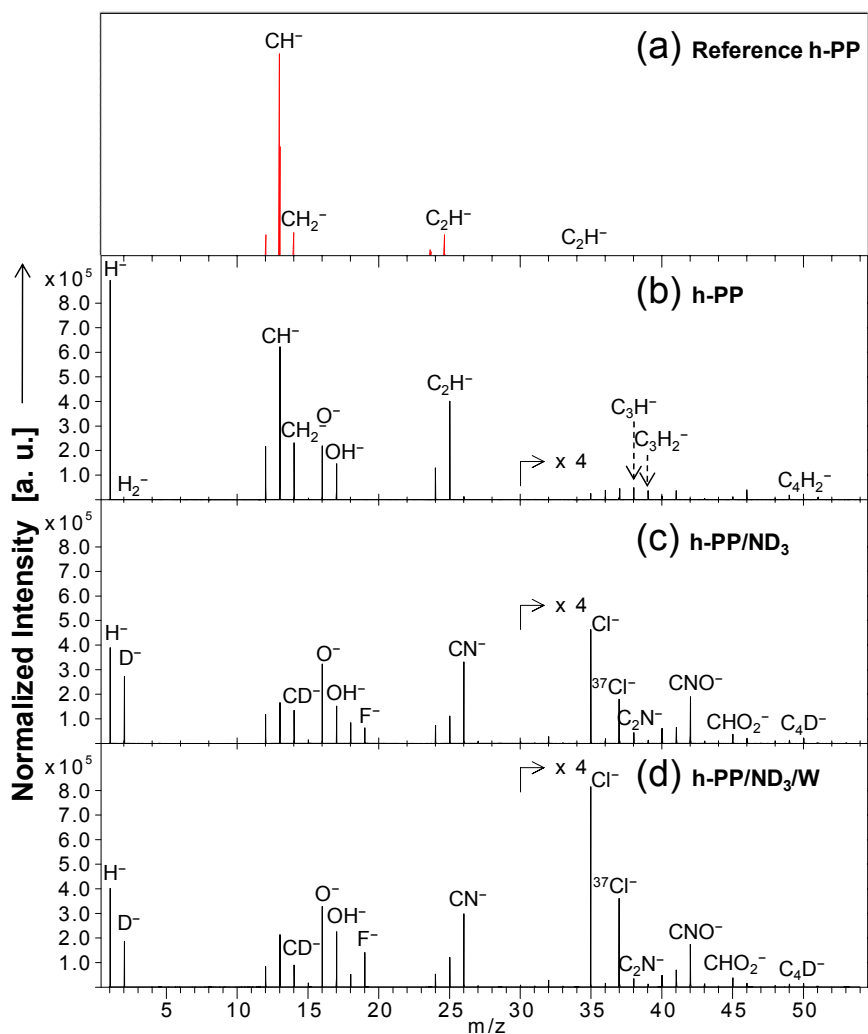 (a) Reference h-PP
CH⁻
CH₂⁻
C₂H⁻
C₂H⁻
Normalized Intensity [a. u.]
(b) h-PP
x10⁵
8.0
7.0
6.0
5.0
4.0
3.0
2.0
1.0
H⁻
H₂⁻
CH⁻
CH₂⁻
O⁻
OH⁻
C₂H⁻
x 4
C₃H⁻
C₃H₂⁻
C₄H₂⁻
(c) h-PP/ND₃
x10⁵
8.0
7.0
6.0
5.0
4.0
3.0
2.0
1.0
H⁻
D⁻
CD⁻
O⁻
OH⁻
F⁻
CN⁻
x 4
Cl⁻
³⁷Cl⁻
C₂N⁻
CNO⁻
CHO₂⁻
C₄D⁻
(d) h-PP/ND₃/W
x10⁵
8.0
7.0
6.0
5.0
4.0
3.0
2.0
1.0
H⁻
D⁻
CD⁻
O⁻
OH⁻
F⁻
CN⁻
x 4
Cl⁻
³⁷Cl⁻
C₂N⁻
CNO⁻
CHO₂⁻
C₄D⁻
5 10 15 20 25 30 35 40 45 50
m/z